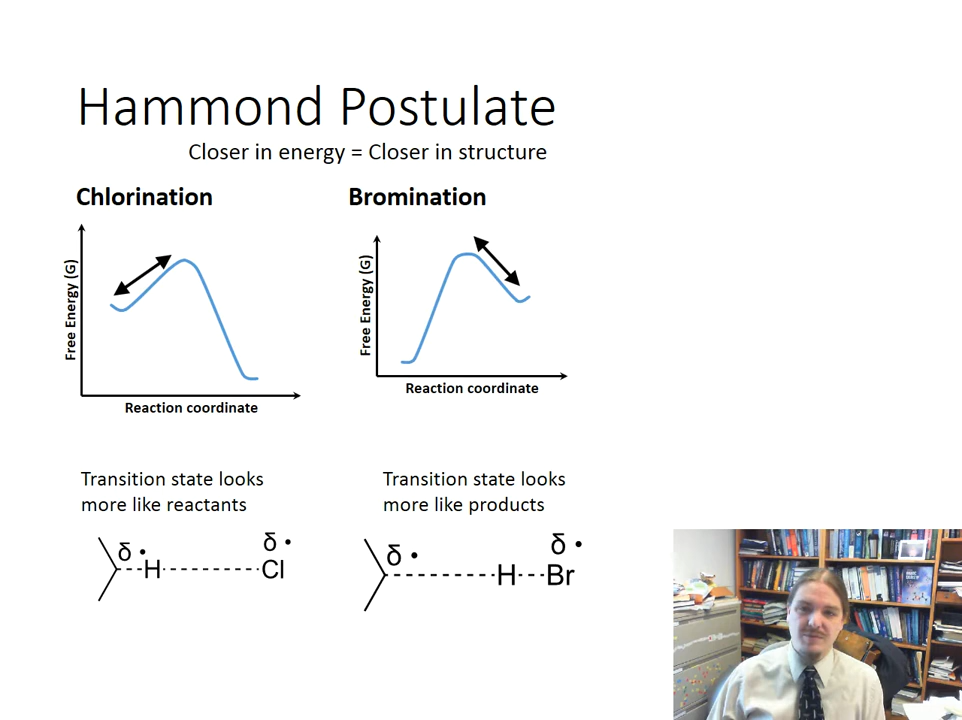 Hammond Postulate
Closer in energy = Closer in structure
Chlorination
Free Energy (G)
Reaction coordinate
Transition state looks
more like reactants
δ • δ •
H Cl
Bromination
Free Energy (G)
Reaction coordinate
Transition state looks
more like products
δ • δ •
H Br